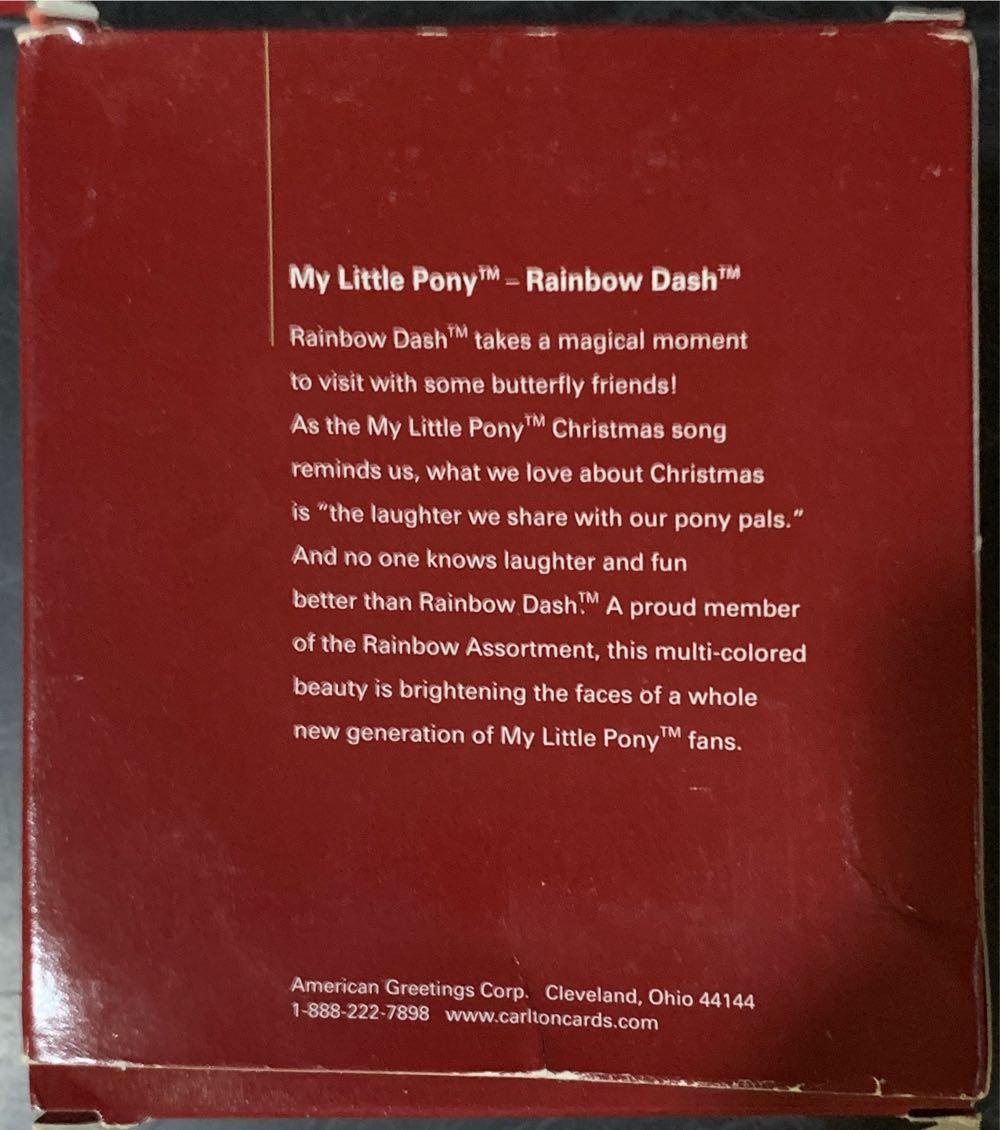 My Little Pony™ – Rainbow Dash™
Rainbow Dash™ takes a magical moment
to visit with some butterfly friends!
As the My Little Pony™ Christmas song
reminds us, what we love about Christmas
is "the laughter we share with our pony pals."
And no one knows laughter and fun
better than Rainbow Dash.™ A proud member
of the Rainbow Assortment, this multi-colored
beauty is brightening the faces of a whole
new generation of My Little Pony™ fans.
American Greetings Corp. Cleveland, Ohio 44144
1-888-222-7898 www.carltoncards.com